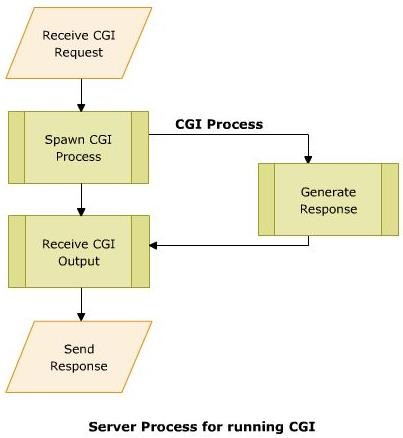 Receive CGI
Request
Spawn CGI
Process
CGI Process
Generate
Response
Receive CGI
Output
Send
Response
Server Process for running CGI